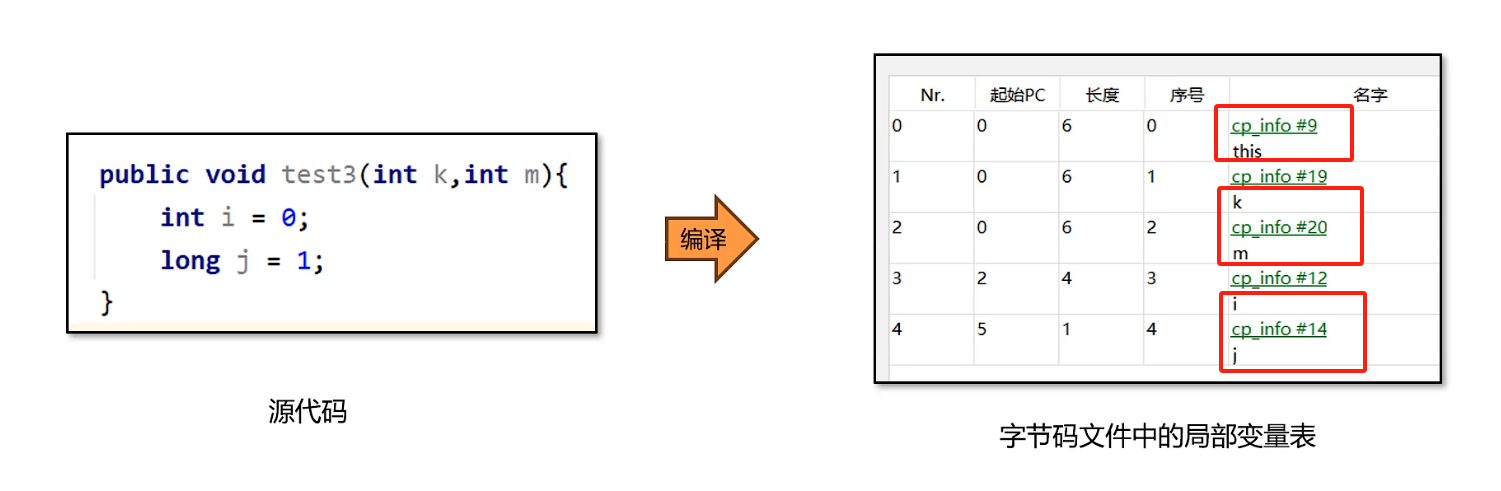 public void test3(int k,int m){
int i = 0;
long j = 1;
}
源代码
编译
Nr. 起始PC 长度 序号 名字
0 0 6 0 cp_info #9
this
1 0 6 1 cp_info #19
k
2 0 6 2 cp_info #20
m
3 2 4 3 cp_info #12
i
4 5 1 4 cp_info #14
j
字节码文件中的局部变量表